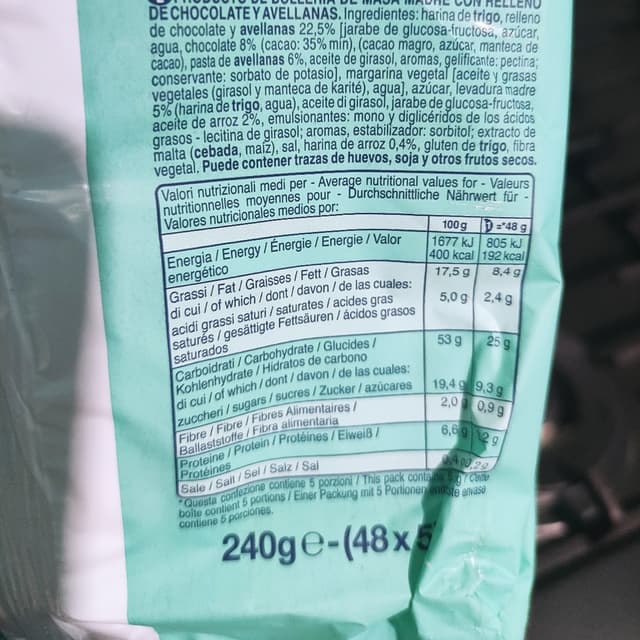 PRODUCTO DE BOLLERÍA DE MASA MADRE CON RELLENO
DE CHOCOLATE Y AVELLANAS. Ingredientes: harina de trigo, relleno
de chocolate y avellanas 22,5% [jarabe de glucosa-fructosa, azúcar,
agua, chocolate 8% (cacao: 35% min), (cacao magro, azúcar, manteca de
cacao), pasta de avellanas 6%, aceite de girasol, aromas, gelificante: pectina;
conservante: sorbato de potasio], margarina vegetal [aceite y grasas
vegetales (girasol y manteca de karité), agua], azúcar, levadura madre
5% (harina de trigo, agua), aceite di girasol, jarabe de glucosa-fructosa,
aceite de arroz 2%, emulsionantes: mono y diglicéridos de los ácidos
grasos - lecitina de girasol; aromas, estabilizador: sorbitol; extracto de
malta (cebada, maíz), sal, harina de arroz 0,4%, gluten de trigo, fibra
vegetal. Puede contener trazas de huevos, soja y otros frutos secos.
Valori nutrizionali medi per - Average nutritional values for - Valeurs
nutritionnelles moyennes pour - Durchschnittliche Nährwert für -
Valores nutricionales medios por:
100 g =*48 g
Energia / Energy / Énergie / Energie / Valor 1677 kJ 805 kJ
energético 400 kcal 192 kcal
Grassi / Fat / Graisses / Fett / Grasas 17,5 g 8,4 g
di cui / of which / dont / davon / de las cuales:
acidi grassi saturi / saturates / acides gras 5,0 g 2,4 g
saturés / gesättigte Fettsäuren / ácidos grasos
saturados
Carboidrati / Carbohydrate / Glucides / 53 g 25 g
Kohlenhydrate / Hidratos de carbono
di cui / of which / dont / davon / de las cuales:
zuccheri / sugars / sucres / Zucker / azúcares 19,4 g 9,3 g
Fibre / Fibre / Fibres Alimentaires / 2,0 g 0,9 g
Ballaststoffe / Fibra alimentaria
Proteine / Protein / Protéines / Eiweiß / 6,6 g
Protéines
Sale / Salt / Sel / Salz / Sal
*Questa confezione contiene 5 porzioni / This pack contains
boîte contient 5 portions / Einer Packung mit 5 Portionen envase
contiene 5 porciones.
240g e - (48 x 5